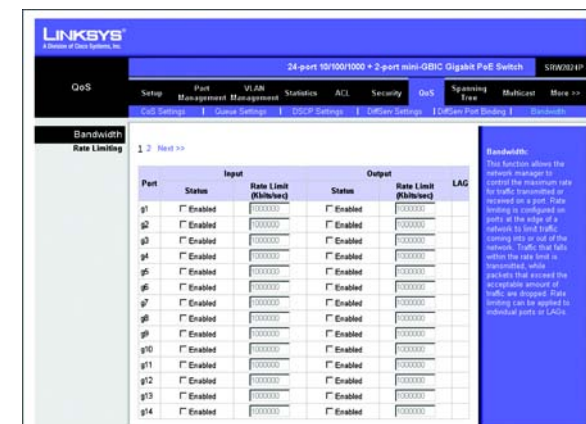 LINKSYS®
A Division of Cisco Systems, Inc.
24-port 10/100/1000 + 2-port mini-GBIC Gigabit PoE Switch SRW2024P
QoS
Setup Port Management VLAN Management Statistics ACL Security QoS Spanning Tree Multicast More >>
CoS Settings | Queue Settings | DSCP Settings | DiffServ Settings | DiffServ Port Binding | Bandwidth
Bandwidth
Rate Limiting
1 2 Next >>
Input Output
Port Status Rate Limit (Kbits/sec) Status Rate Limit (Kbits/sec) LAG
g1 Enabled 1000000 Enabled 1000000
g2 Enabled 1000000 Enabled 1000000
g3 Enabled 1000000 Enabled 1000000
g4 Enabled 1000000 Enabled 1000000
g5 Enabled 1000000 Enabled 1000000
g6 Enabled 1000000 Enabled 1000000
g7 Enabled 1000000 Enabled 1000000
g8 Enabled 1000000 Enabled 1000000
g9 Enabled 1000000 Enabled 1000000
g10 Enabled 1000000 Enabled 1000000
g11 Enabled 1000000 Enabled 1000000
g12 Enabled 1000000 Enabled 1000000
g13 Enabled 1000000 Enabled 1000000
g14 Enabled 1000000 Enabled 1000000
Bandwidth:
This function allows the
network manager to
control the maximum rate
for traffic transmitted or
received on a port. Rate
limiting is configured on
ports at the edge of a
network to limit traffic
coming into or out of the
network. Traffic that falls
within the rate limit is
transmitted, while
packets that exceed the
acceptable amount of
traffic are dropped. Rate
limiting can be applied to
individual ports or LAGs